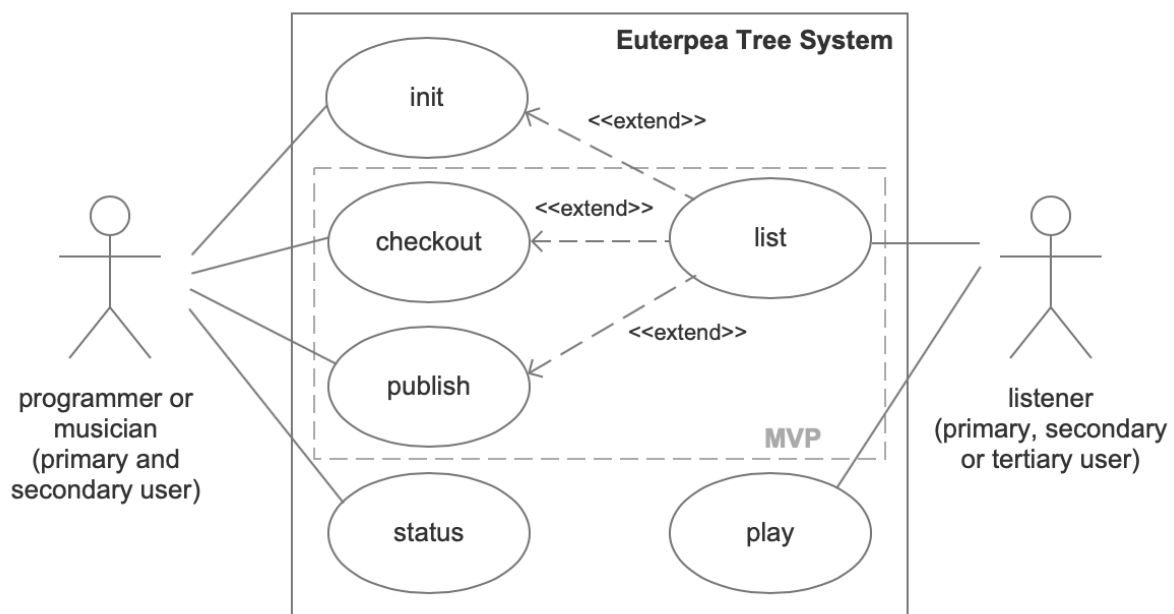 Euterpea Tree System
init
<<extend>>
<<extend>>
checkout
list
<<extend>>
publish
programmer or
musician
(primary and
secondary user)
listener
(primary, secondary
or tertiary user)
MVP
status
play